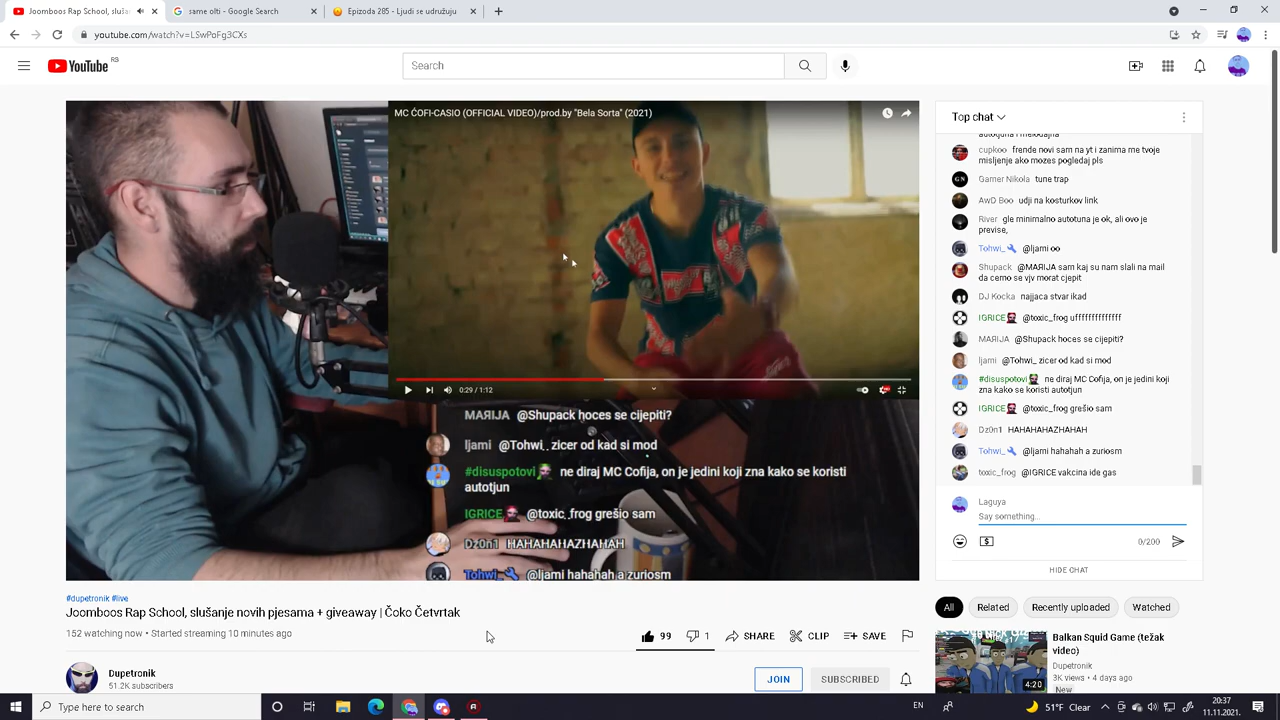 Joomboos Rap School, sluša
same olti - Google Search
Epizoda 285 - Ljudi se udružuju
youtube.com/watch?v=LSwPoFg3CXs
YouTube RS
Search
MC ĆOFI-CASIO (OFFICIAL VIDEO)/prod.by "Bela Sorta" (2021)
0:29 / 1:12
MAЯIJA @Shupack hoces se cijepiti?
ljami @Tohwi_ zicer od kad si mod
#disuspotovi ne diraj MC Cofija, on je jedini koji zna kako se koristi
autotjun
IGRICE @toxic_frog grešio sam
Dz0n1 HAHAHAHAZHAHAH
Tohwi_ @ljami hahahah a zuriosm
#dupetronik #live
Joomboos Rap School, slušanje novih pjesama + giveaway | Čoko Četvrtak
152 watching now • Started streaming 10 minutes ago
99
1
SHARE
CLIP
SAVE
Dupetronik
51.2K subscribers
JOIN
SUBSCRIBED
Top chat
autotjuna i melodajna
cupkoo frende novi sam na yt i zanima me tvoje
misljenje ako mozes pogledaj pls
GN Gamer Nikola tune trap
AwD Boo udji na kosturkov link
River gle minimalno autotuna je ok, ali ovo je
previse,
Tohwi_ @ljami oo
Shupack @MAЯIJA sam kaj su nam slali na mail
da cemo se vjv morat cjepit
DJ Kocka najjaca stvar ikad
IGRICE @toxic_frog uffffffffffffff
MAЯIJA @Shupack hoces se cijepiti?
ljami @Tohwi_ zicer od kad si mod
#disuspotovi ne diraj MC Cofija, on je jedini koji
zna kako se koristi autotjun
IGRICE @toxic_frog grešio sam
Dz0n1 HAHAHAHAZHAHAH
Tohwi_ @ljami hahahah a zuriosm
toxic_frog @IGRICE vakcina ide gas
Laguya
Say something...
0/200
HIDE CHAT
All
Related
Recently uploaded
Watched
Balkan Squid Game (težak
video)
Dupetronik
3K views • 4 days ago
New
4:20
Type here to search
51°F Clear
EN
20:37
11.11.2021.